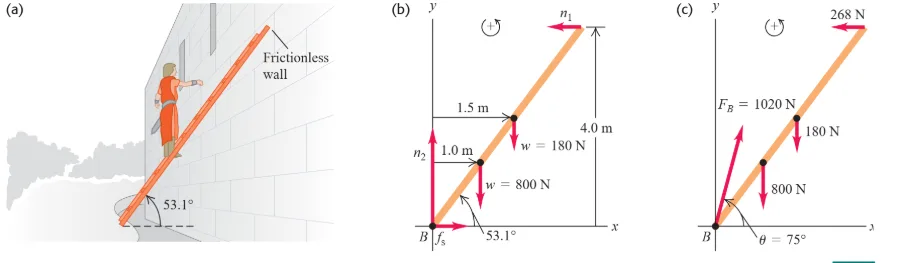 (a)
Frictionless
wall
53.1°
(b)
y
+
n1
1.5 m
4.0 m
n2
1.0 m
w = 180 N
w = 800 N
B
fs
53.1°
x
(c)
y
+
268 N
FB = 1020 N
180 N
800 N
B
θ = 75°
x